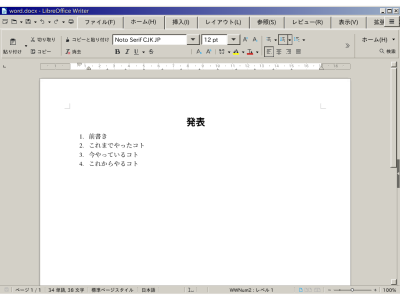 word.docx - LibreOffice Writer
ファイル(F) ホーム(H) 挿入(I) レイアウト(L) 参照(S) レビュー(R) 表示(V)
貼り付け 切り取り コピー コピーと貼り付け 消去 Noto Serif CJK JP 12 pt ホーム(H) 検索
発表
1. 前書き
2. これまでやったコト
3. 今やっているコト
4. これからやるコト
ページ 1 / 1 34 単語, 38 文字 標準ページスタイル 日本語 WWNum2 : レベル 1 100%